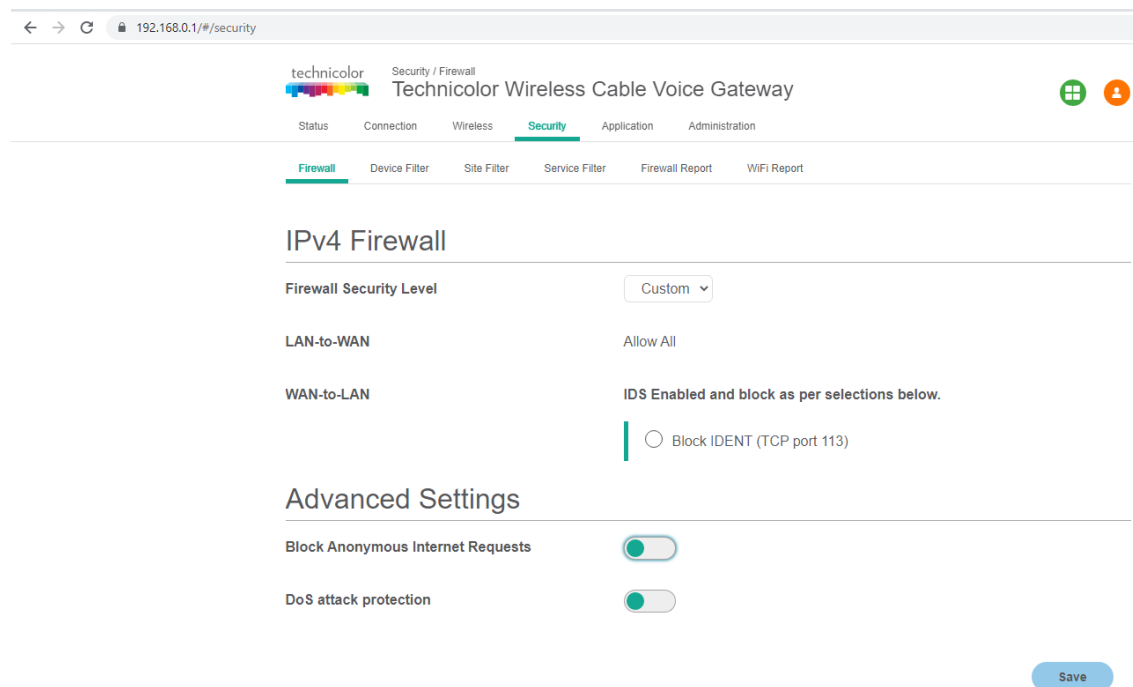 192.168.0.1/#/security
technicolor
Security / Firewall
Technicolor Wireless Cable Voice Gateway
Status Connection Wireless Security Application Administration
Firewall Device Filter Site Filter Service Filter Firewall Report WiFi Report
IPv4 Firewall
Firewall Security Level Custom
LAN-to-WAN Allow All
WAN-to-LAN IDS Enabled and block as per selections below.
Block IDENT (TCP port 113)
Advanced Settings
Block Anonymous Internet Requests
DoS attack protection
Save